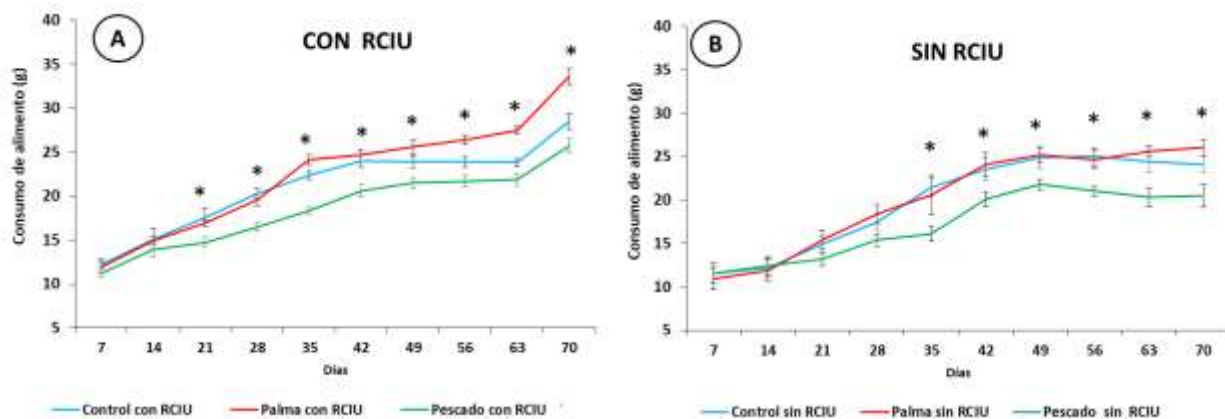 A
CON RCIU
Consumo de alimento (g)
40
35
30
25
20
15
10
5
* * * * * * * *
7 14 21 28 35 42 49 56 63 70
Días
Control con RCIU Palma con RCIU Pescado con RCIU
B
SIN RCIU
Consumo de alimento (g)
40
35
30
25
20
15
10
5
* * * * * *
7 14 21 28 35 42 49 56 63 70
Días
Control sin RCIU Palma sin RCIU Pescado sin RCIU